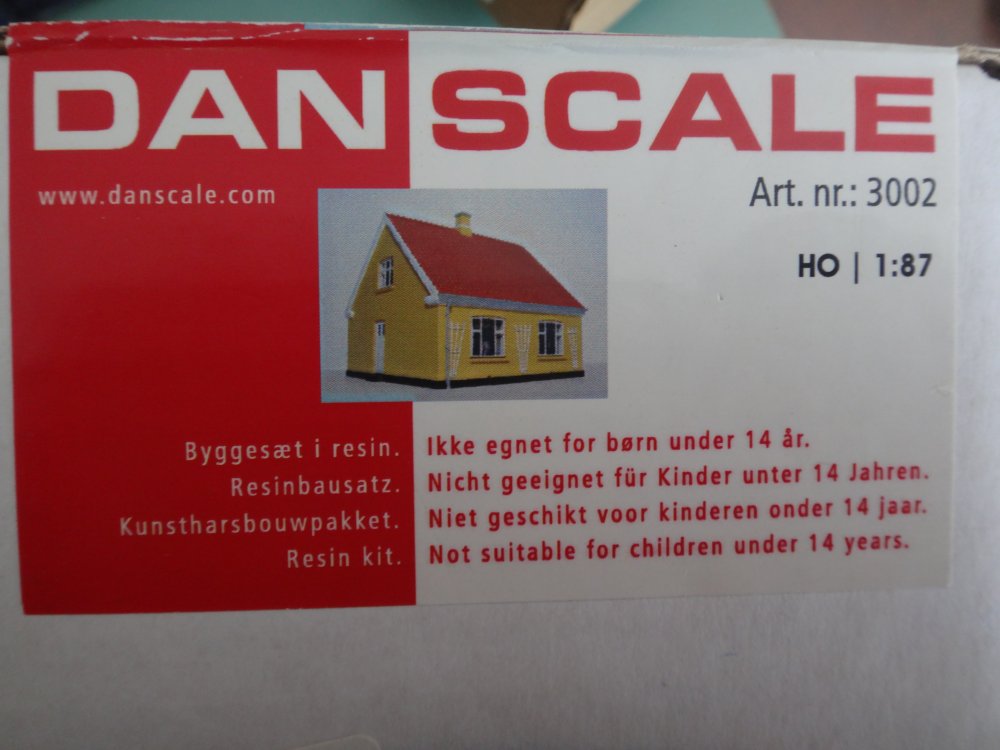 DAN SCALE
www.danscale.com
Art. nr.: 3002
HO | 1:87
Byggesæt i resin.
Resinbausatz.
Kunstharsbouwpakket.
Resin kit.
Ikke egnet for børn under 14 år.
Nicht geeignet für Kinder unter 14 Jahren.
Niet geschikt voor kinderen onder 14 jaar.
Not suitable for children under 14 years.